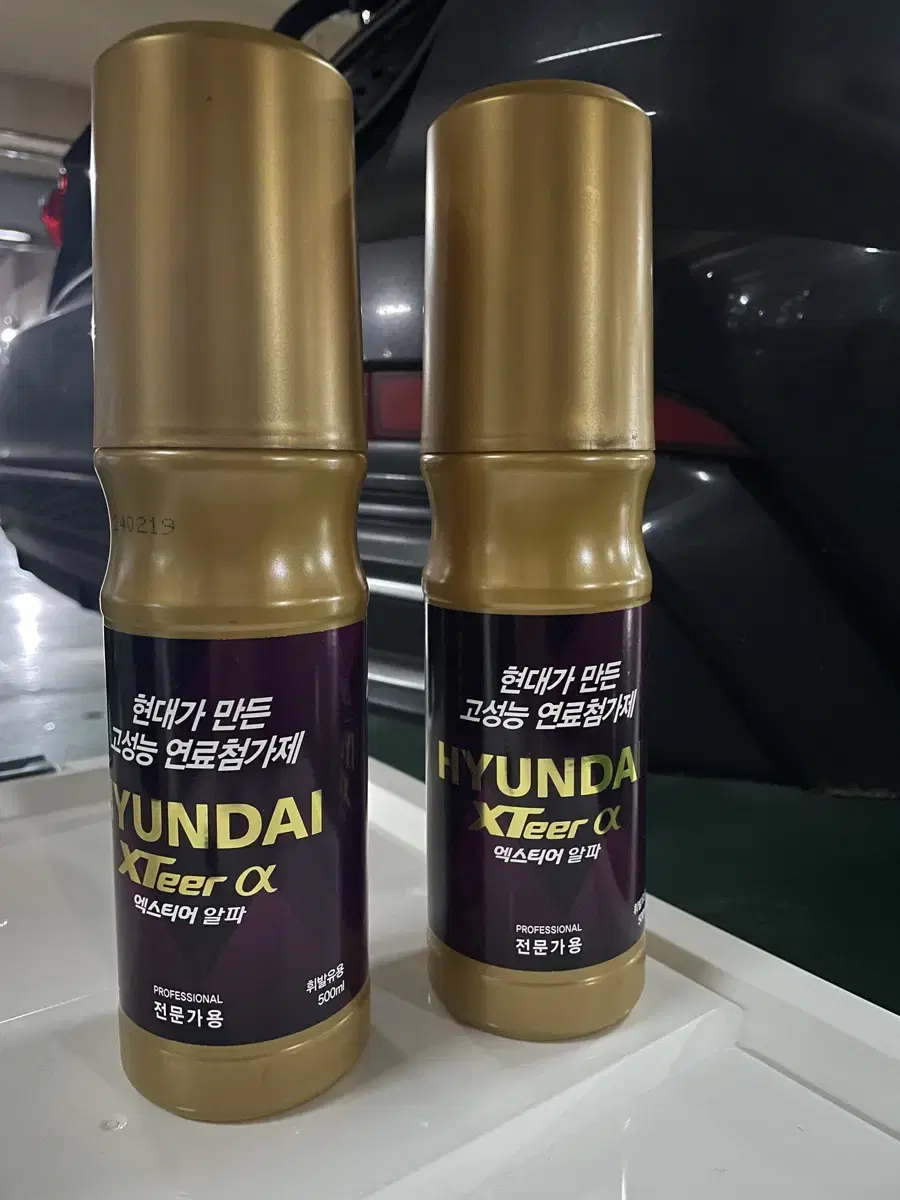 240219
현대가 만든
고성능 연료첨가제
YUNDAI
XTeer α
엑스티어 알파
PROFESSIONAL
전문가용
휘발유용
500ml
현대가 만든
고성능 연료첨가제
HYUNDAI
XTeer α
엑스티어 알파
PROFESSIONAL
전문가용